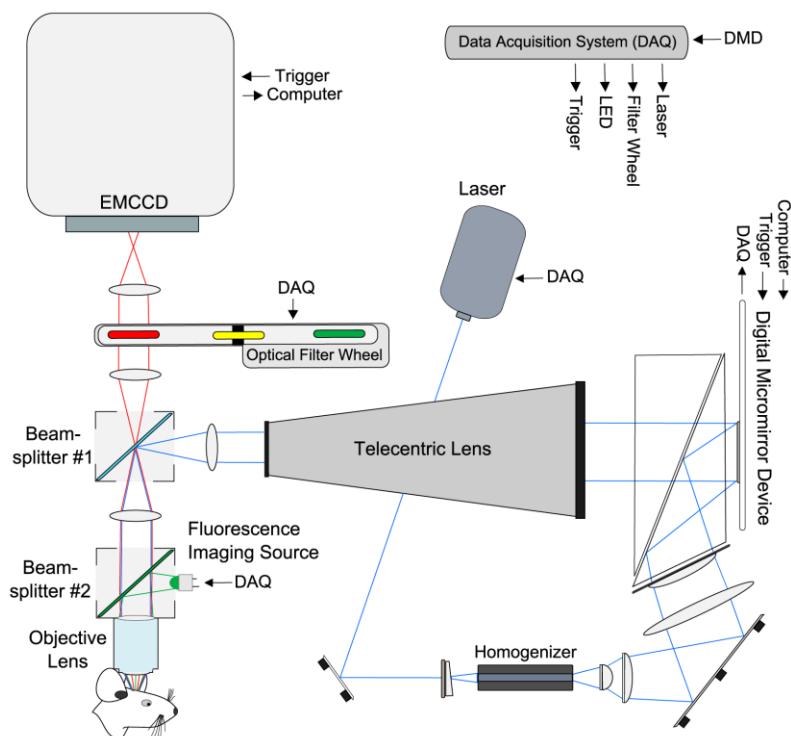 Data Acquisition System (DAQ)
DMD
Trigger
LED
Filter Wheel
Laser
Trigger
Computer
EMCCD
Laser
DAQ
DAQ
Optical Filter Wheel
Computer
Trigger
DAQ
Digital Micromirror Device
Beam-
splitter #1
Telecentric Lens
Fluorescence
Imaging Source
DAQ
Beam-
splitter #2
Objective
Lens
Homogenizer